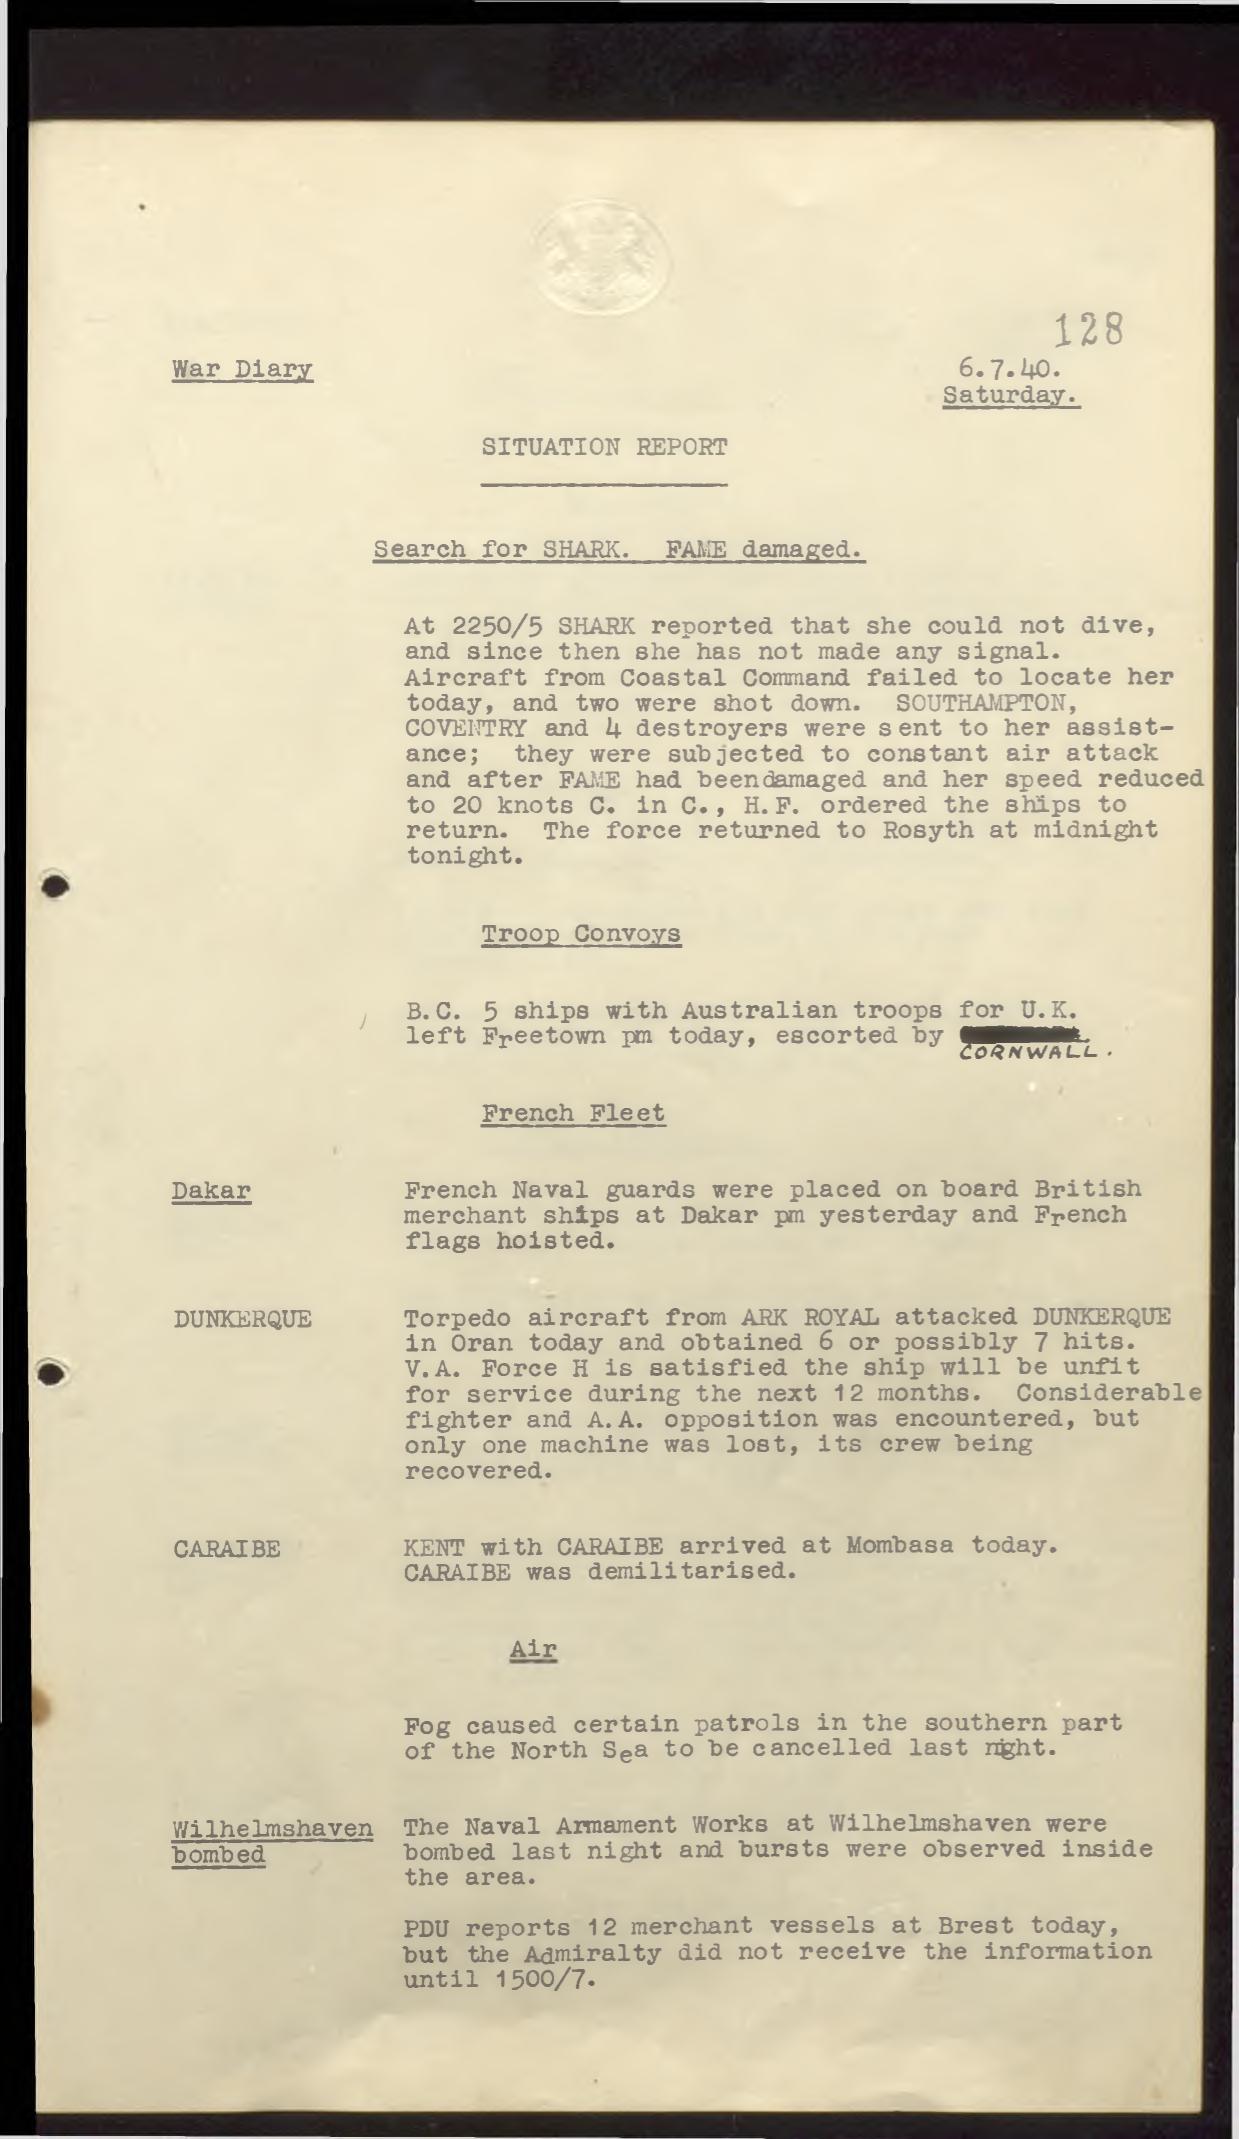 128
War Diary
6.7.40.
Saturday.
SITUATION REPORT
Search for SHARK. FAME damaged.
At 2250/5 SHARK reported that she could not dive,
and since then she has not made any signal.
Aircraft from Coastal Command failed to locate her
today, and two were shot down. SOUTHAMPTON,
COVENTRY and 4 destroyers were sent to her assist-
ance; they were subjected to constant air attack
and after FAME had beendamaged and her speed reduced
to 20 knots C. in C., H.F. ordered the ships to
return. The force returned to Rosyth at midnight
tonight.
Troop Convoys
B.C. 5 ships with Australian troops for U.K.
left Freetown pm today, escorted by
CORNWALL.
French Fleet
Dakar
French Naval guards were placed on board British
merchant ships at Dakar pm yesterday and French
flags hoisted.
DUNKERQUE
Torpedo aircraft from ARK ROYAL attacked DUNKERQUE
in Oran today and obtained 6 or possibly 7 hits.
V.A. Force H is satisfied the ship will be unfit
for service during the next 12 months. Considerable
fighter and A.A. opposition was encountered, but
only one machine was lost, its crew being
recovered.
CARAIBE
KENT with CARAIBE arrived at Mombasa today.
CARAIBE was demilitarised.
Air
Fog caused certain patrols in the southern part
of the North Sea to be cancelled last night.
Wilhelmshaven
bombed
The Naval Armament Works at Wilhelmshaven were
bombed last night and bursts were observed inside
the area.
PDU reports 12 merchant vessels at Brest today,
but the Admiralty did not receive the information
until 1500/7.